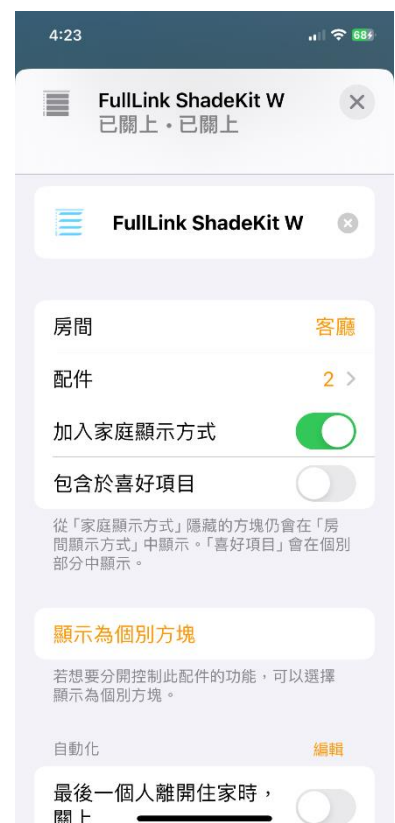 4:23
68
FullLink ShadeKit W
已關上・已關上
FullLink ShadeKit W
房間
客廳
配件
2
加入家庭顯示方式
包含於喜好項目
從「家庭顯示方式」隱藏的方塊仍會在「房
間顯示方式」中顯示。「喜好項目」會在個別
部分中顯示。
顯示為個別方塊
若想要分開控制此配件的功能，可以選擇
顯示為個別方塊。
自動化
編輯
最後一個人離開住家時，
關上